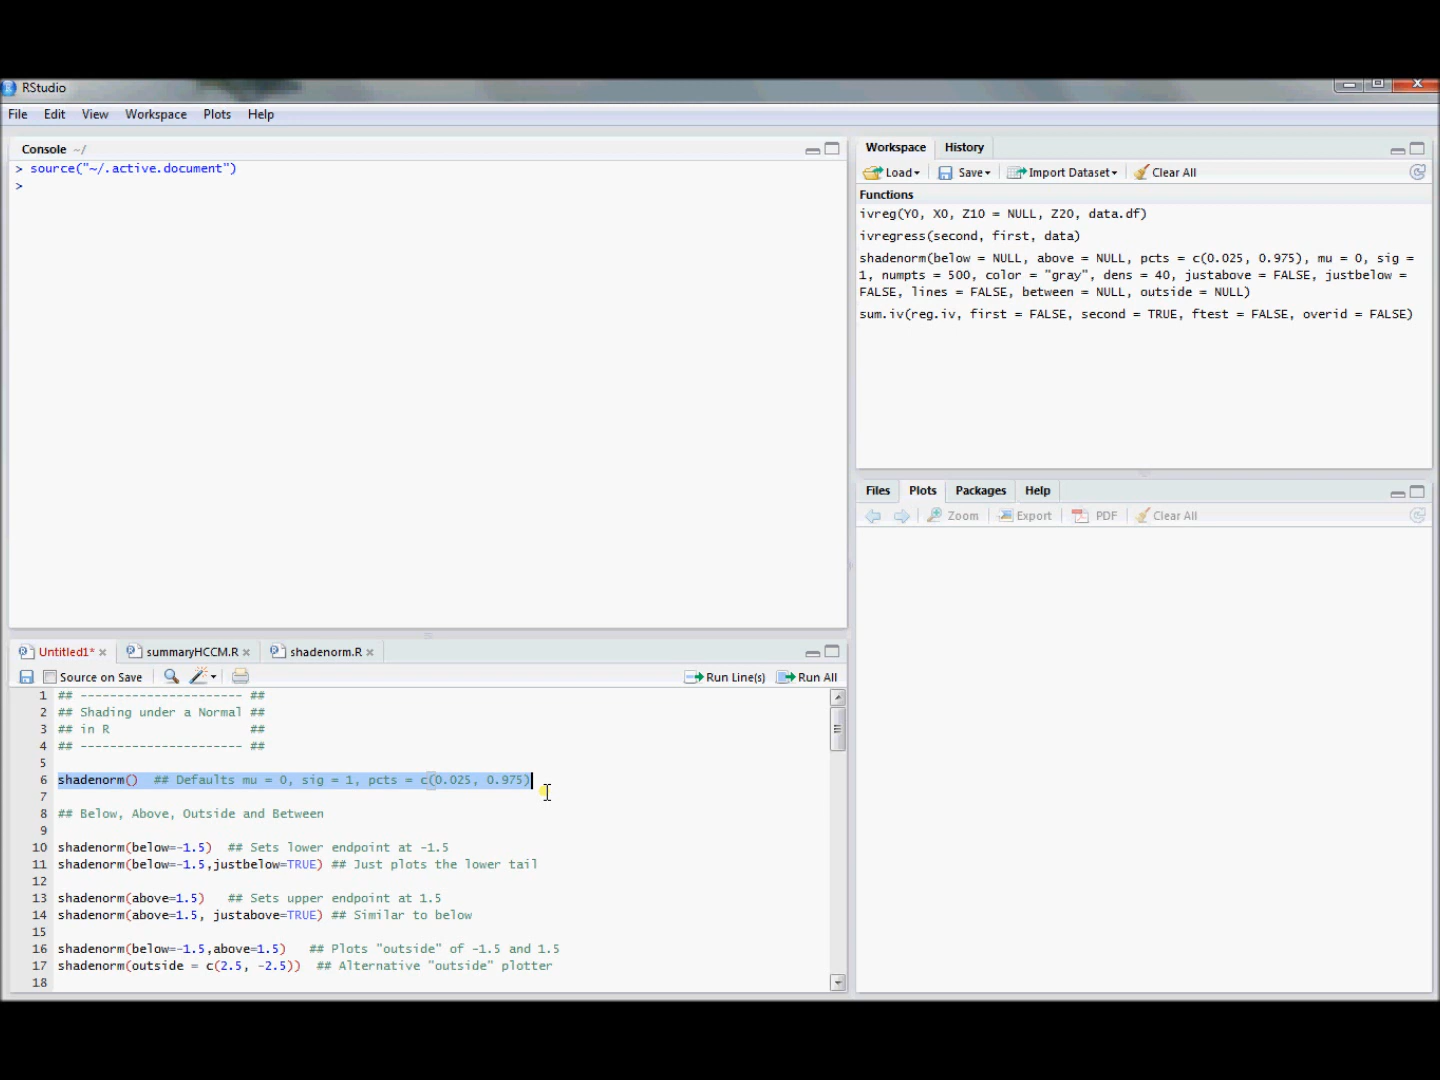 RStudio
File Edit View Workspace Plots Help
Console ~/
> source("~/.active.document")
>
Workspace History
Load Save Import Dataset Clear All
Functions
ivreg(Y0, X0, Z10 = NULL, Z20, data.df)
ivregress(second, first, data)
shadenorm(below = NULL, above = NULL, pcts = c(0.025, 0.975), mu = 0, sig =
1, numpts = 500, color = "gray", dens = 40, justabove = FALSE, justbelow =
FALSE, lines = FALSE, between = NULL, outside = NULL)
sum.iv(reg.iv, first = FALSE, second = TRUE, ftest = FALSE, overid = FALSE)
Files Plots Packages Help
Zoom Export PDF Clear All
Untitled1* summaryHCCM.R shadenorm.R
Source on Save Run Line(s) Run All
1 ## ---------------------- ##
2 ## Shading under a Normal ##
3 ## in R ##
4 ## ---------------------- ##
5
6 shadenorm() ## Defaults mu = 0, sig = 1, pcts = c(0.025, 0.975)
7
8 ## Below, Above, Outside and Between
9
10 shadenorm(below=-1.5) ## Sets lower endpoint at -1.5
11 shadenorm(below=-1.5,justbelow=TRUE) ## Just plots the lower tail
12
13 shadenorm(above=1.5) ## Sets upper endpoint at 1.5
14 shadenorm(above=1.5, justabove=TRUE) ## Similar to below
15
16 shadenorm(below=-1.5,above=1.5) ## Plots "outside" of -1.5 and 1.5
17 shadenorm(outside = c(2.5, -2.5)) ## Alternative "outside" plotter
18